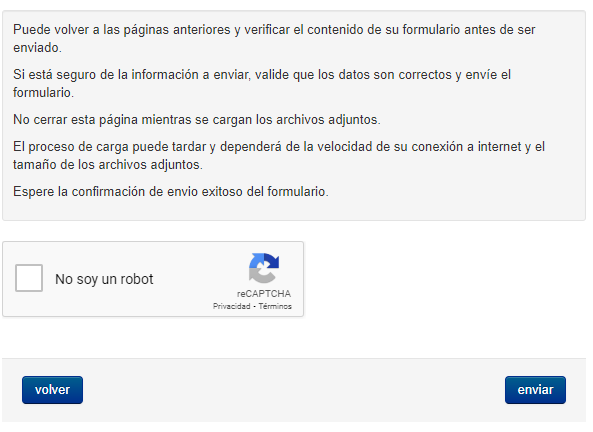 Puede volver a las páginas anteriores y verificar el contenido de su formulario antes de ser
enviado.
Si está seguro de la información a enviar, valide que los datos son correctos y envíe el
formulario.
No cerrar esta página mientras se cargan los archivos adjuntos.
El proceso de carga puede tardar y dependerá de la velocidad de su conexión a internet y el
tamaño de los archivos adjuntos.
Espere la confirmación de envio exitoso del formulario.
No soy un robot
reCAPTCHA
Privacidad - Términos
volver
enviar